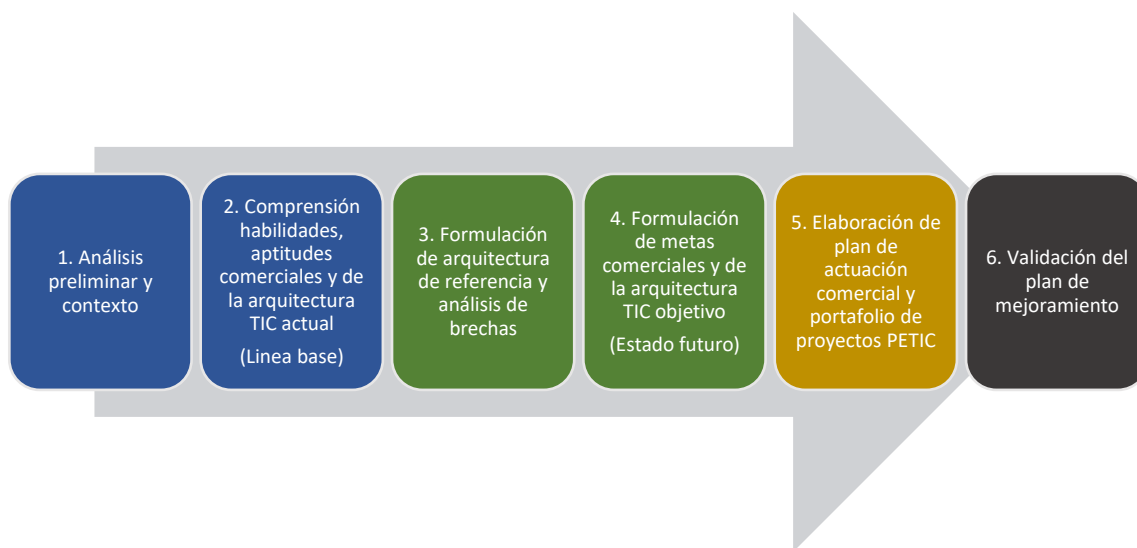 1. Análisis
preliminar y
contexto
2. Comprensión
habilidades,
aptitudes
comerciales y de
la arquitectura
TIC actual
(Linea base)
3. Formulación
de arquitectura
de referencia y
análisis de
brechas
4. Formulación
de metas
comerciales y de
la arquitectura
TIC objetivo
(Estado futuro)
5. Elaboración de
plan de
actuación
comercial y
portafolio de
proyectos PETIC
6. Validación del
plan de
mejoramiento